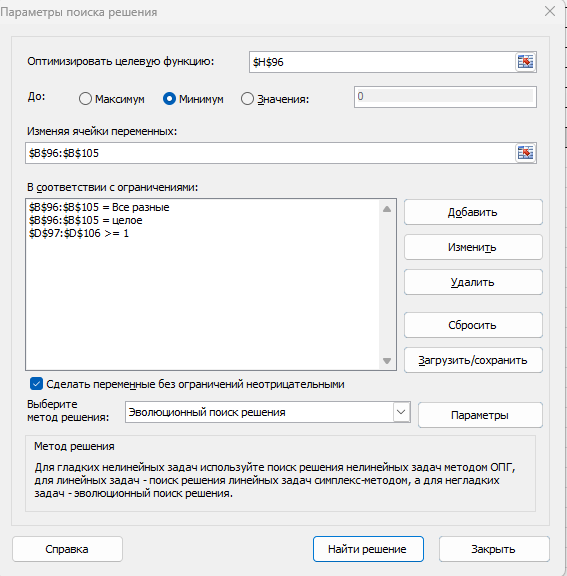 Параметры поиска решения
Оптимизировать целевую функцию:
$H$96
До:
Максимум
Минимум
Значения:
0
Изменяя ячейки переменных:
$B$96:$B$105
В соответствии с ограничениями:
$B$96:$B$105 = Все разные
$B$96:$B$105 = целое
$D$97:$D$106 >= 1
Добавить
Изменить
Удалить
Сбросить
Загрузить/сохранить
Сделать переменные без ограничений неотрицательными
Выберите
метод решения:
Эволюционный поиск решения
Параметры
Метод решения
Для гладких нелинейных задач используйте поиск решения нелинейных задач методом ОПГ,
для линейных задач - поиск решения линейных задач симплекс-методом, а для негладких
задач - эволюционный поиск решения.
Справка
Найти решение
Закрыть